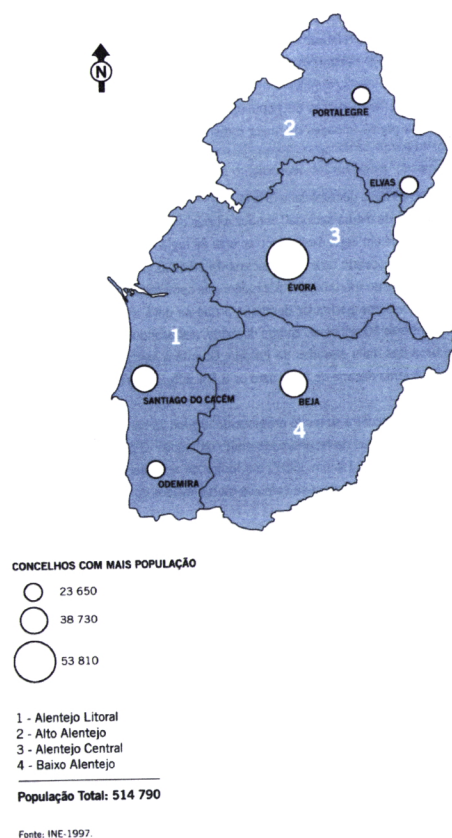 N
PORTALEGRE
2
ELVAS
3
ÉVORA
1
SANTIAGO DO CACÉM
BEJA
4
ODEMIRA
CONCELHOS COM MAIS POPULAÇÃO
23 650
38 730
53 810
1 - Alentejo Litoral
2 - Alto Alentejo
3 - Alentejo Central
4 - Baixo Alentejo
População Total: 514 790
Fonte: INE-1997.